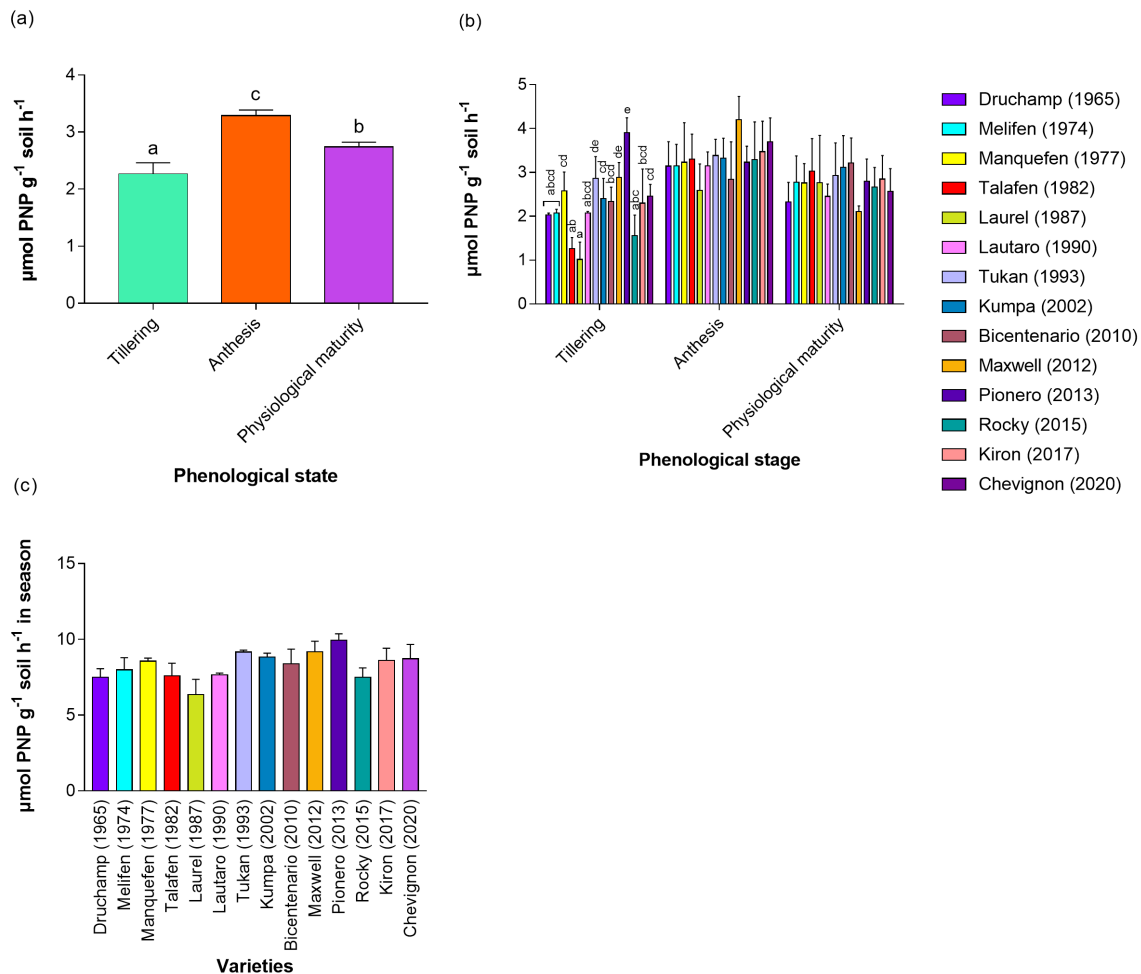 (a)
µmol PNP g-1 soil h-1
4
3
2
1
0
a
c
b
Tillering
Anthesis
Physiological maturity
Phenological state
(b)
µmol PNP g-1 soil h-1
5
4
3
2
1
0
abcd
cd
ab
a
abcd
de
cd
bcd
de
e
abc
bcd
cd
Tillering
Anthesis
Physiological maturity
Phenological stage
Druchamp (1965)
Melifen (1974)
Manquefen (1977)
Talafen (1982)
Laurel (1987)
Lautaro (1990)
Tukan (1993)
Kumpa (2002)
Bicentenario (2010)
Maxwell (2012)
Pionero (2013)
Rocky (2015)
Kiron (2017)
Chevignon (2020)
(c)
µmol PNP g-1 soil h-1 in season
15
10
5
0
Druchamp (1965)
Melifen (1974)
Manquefen (1977)
Talafen (1982)
Laurel (1987)
Lautaro (1990)
Tukan (1993)
Kumpa (2002)
Bicentenario (2010)
Maxwell (2012)
Pionero (2013)
Rocky (2015)
Kiron (2017)
Chevignon (2020)
Varieties